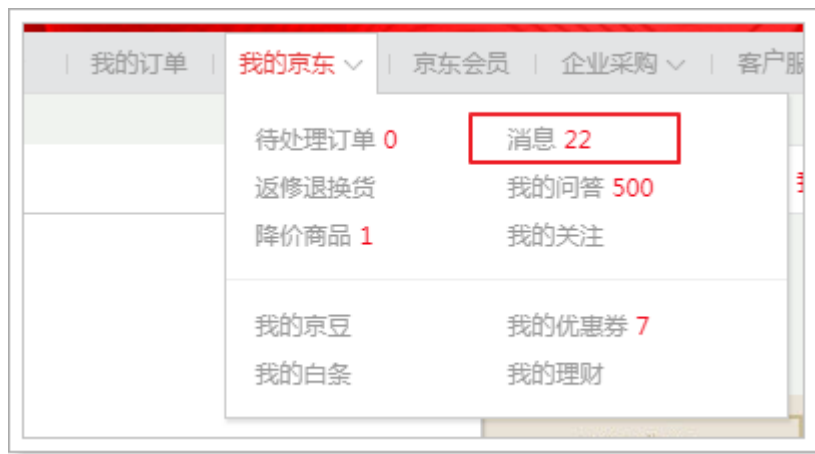 我的订单 我的京东 京东会员 企业采购 客户服
待处理订单 0 消息 22
返修退换货 我的问答 500
降价商品 1 我的关注
我的京豆 我的优惠券 7
我的白条 我的理财